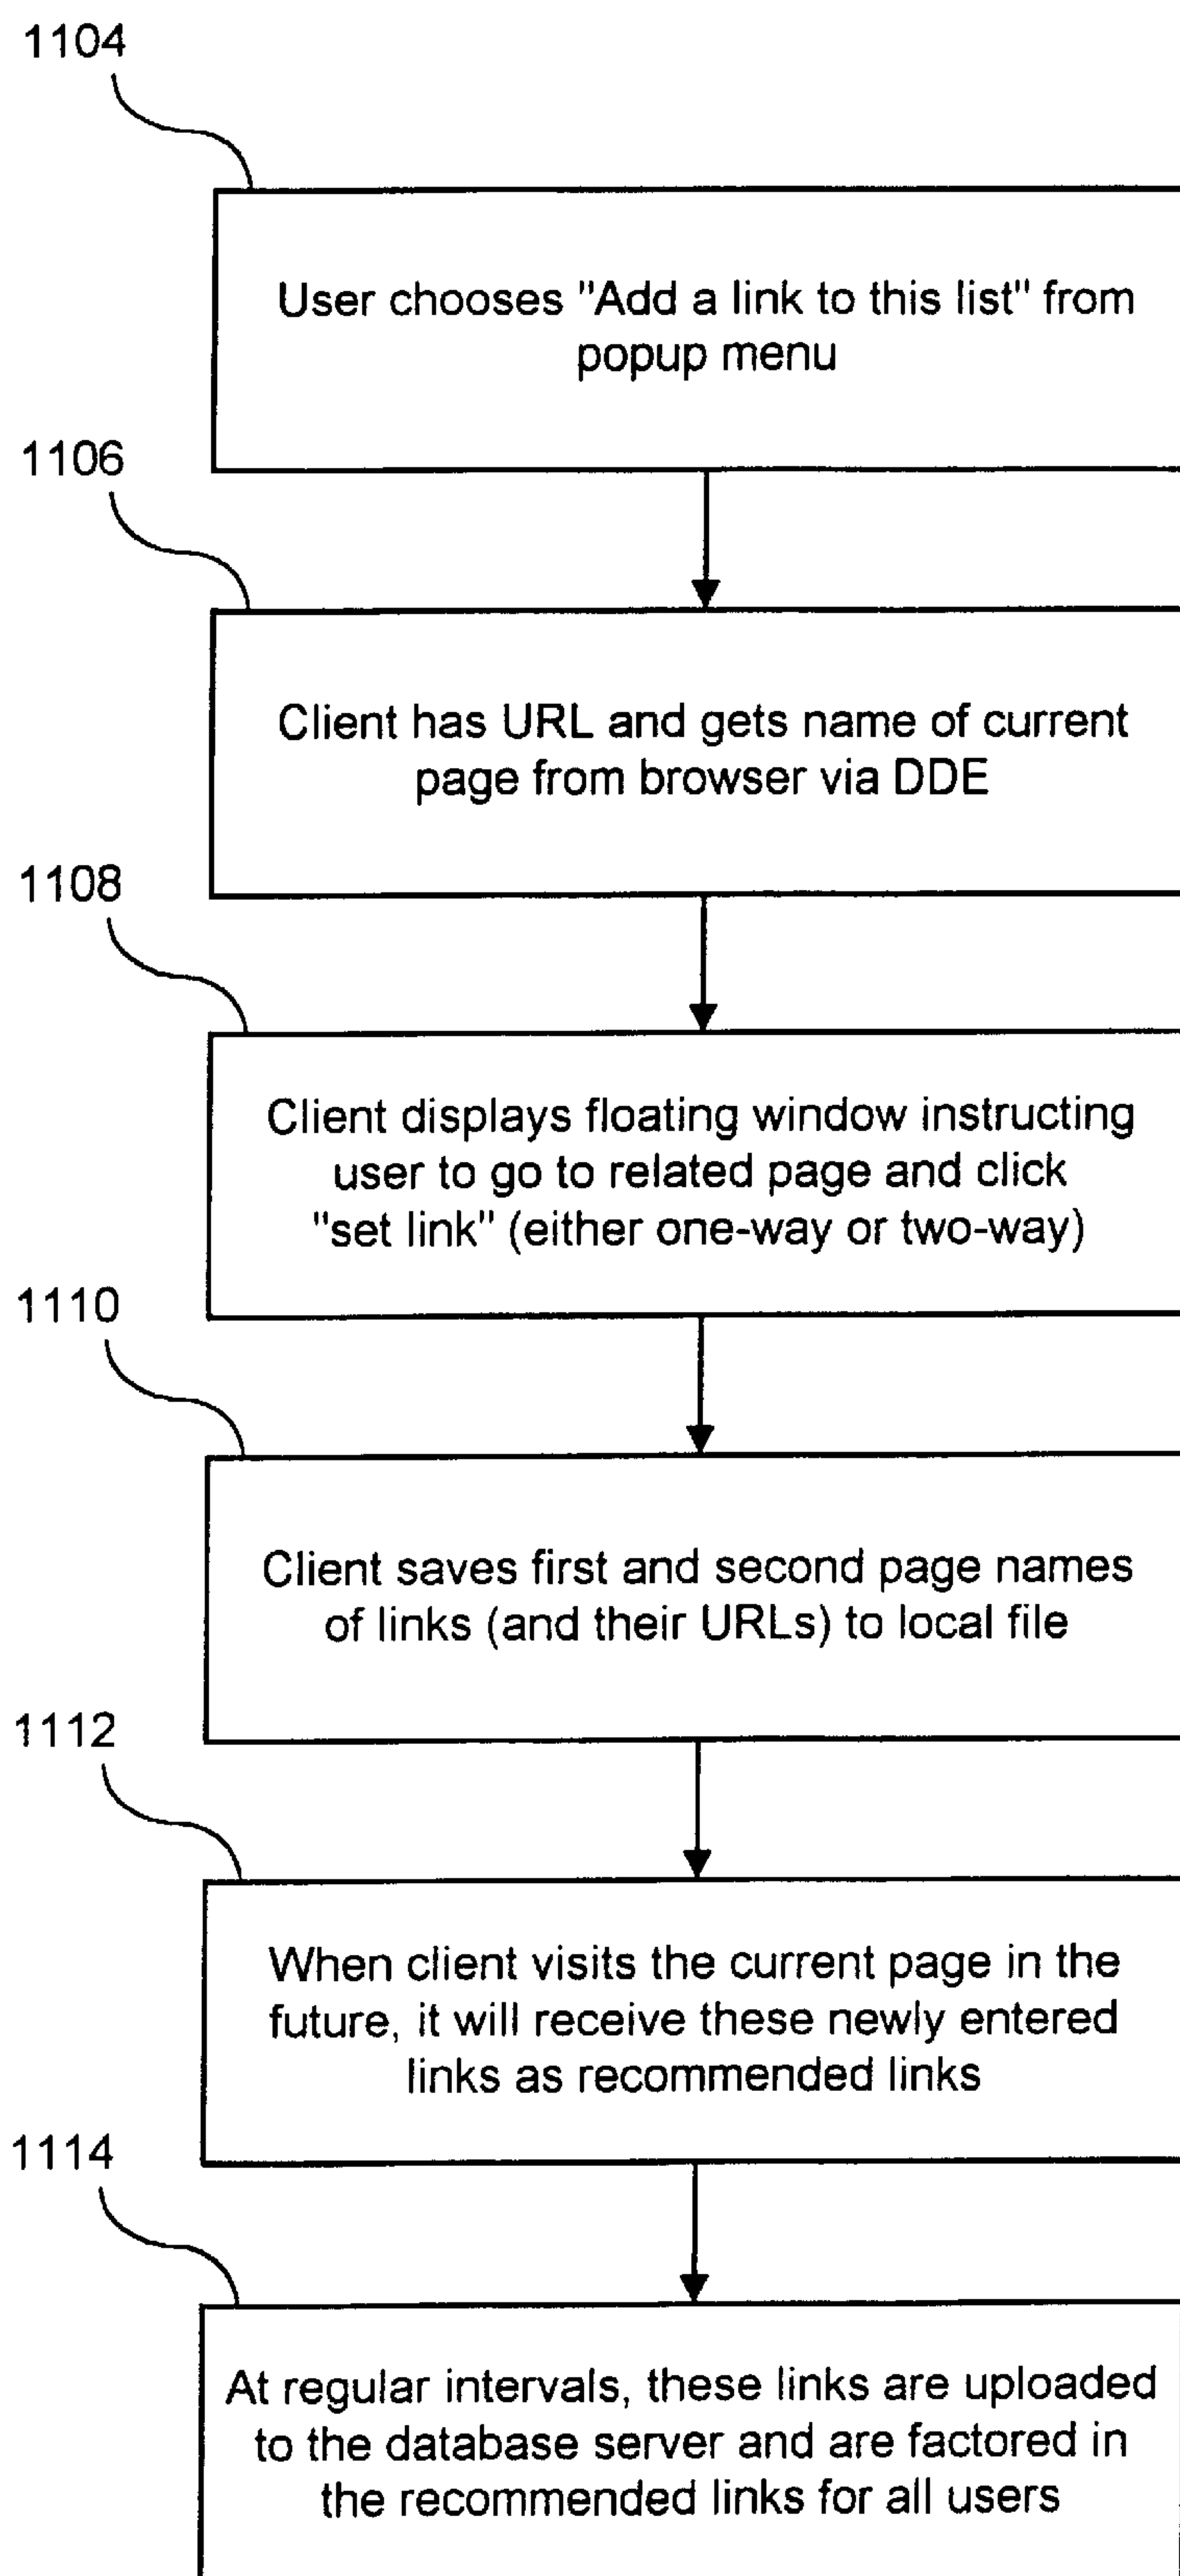 1104
User chooses "Add a link to this list" from
popup menu
1106
Client has URL and gets name of current
page from browser via DDE
1108
Client displays floating window instructing
user to go to related page and click
"set link" (either one-way or two-way)
1110
Client saves first and second page names
of links (and their URLs) to local file
1112
When client visits the current page in the
future, it will receive these newly entered
links as recommended links
1114
At regular intervals, these links are uploaded
to the database server and are factored in
the recommended links for all users